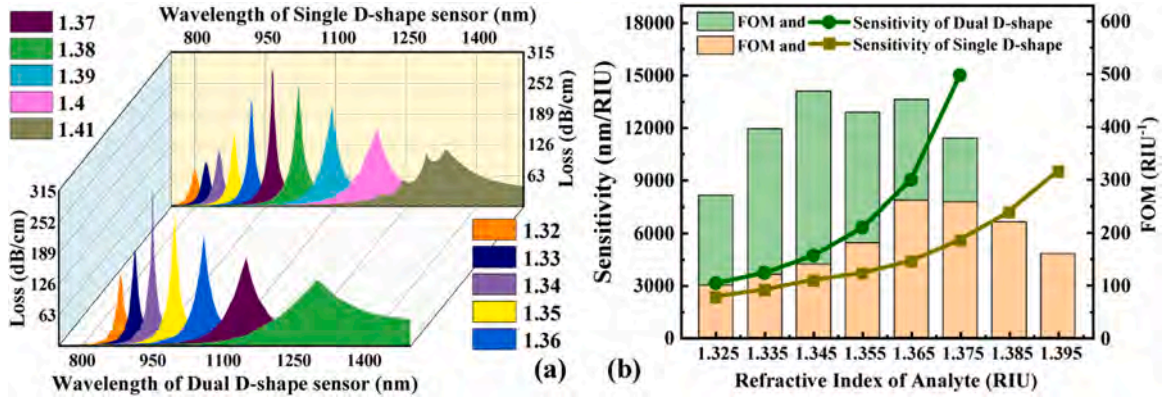 Wavelength of Single D-shape sensor (nm)
800 950 1100 1250 1400
1.37
1.38
1.39
1.4
1.41
315
252
189
126
63
Loss (dB/cm)
315
252
189
126
63
Loss (dB/cm)
1.32
1.33
1.34
1.35
1.36
800 950 1100 1250 1400
Wavelength of Dual D-shape sensor (nm)
(a)
(b)
FOM and Sensitivity of Dual D-shape
FOM and Sensitivity of Single D-shape
18000
15000
12000
9000
6000
3000
0
Sensitivity (nm/RIU)
600
500
400
300
200
100
0
FOM (RIU-1)
1.325 1.335 1.345 1.355 1.365 1.375 1.385 1.395
Refractive Index of Analyte (RIU)